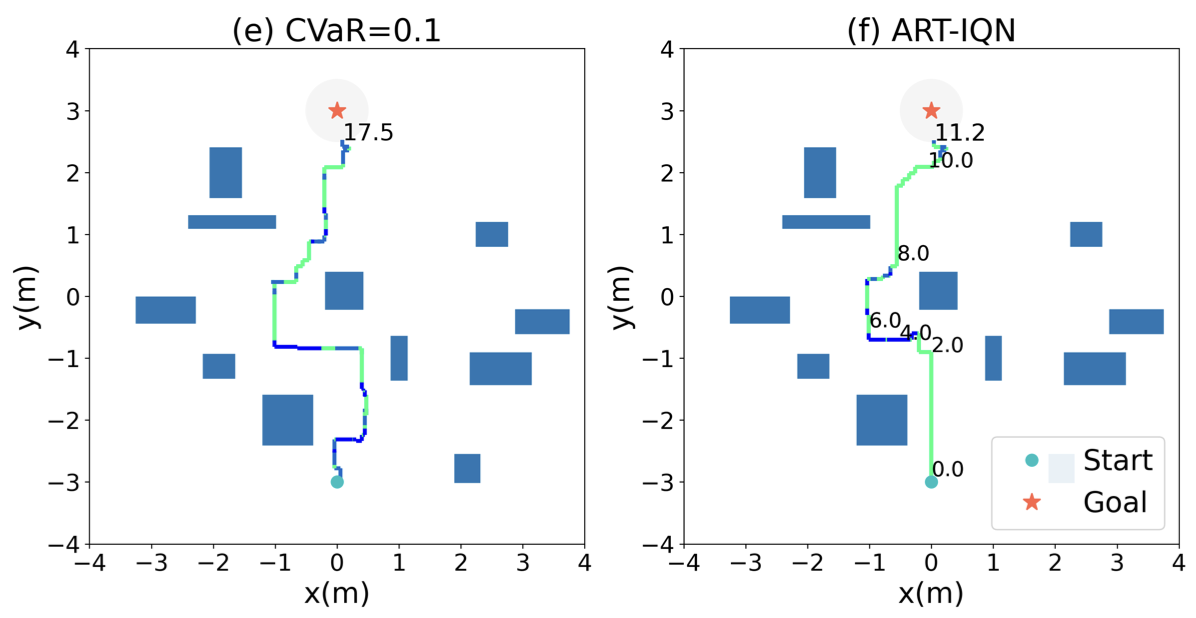 (e) CVaR=0.1
4
3
2
1
0
−1
−2
−3
−4
y(m)
17.5
−4 −3 −2 −1 0 1 2 3 4
x(m)
(f) ART-IQN
4
3
2
1
0
−1
−2
−3
−4
y(m)
11.2
10.0
8.0
6.0
4.0
2.0
0.0
Start
Goal
−4 −3 −2 −1 0 1 2 3 4
x(m)